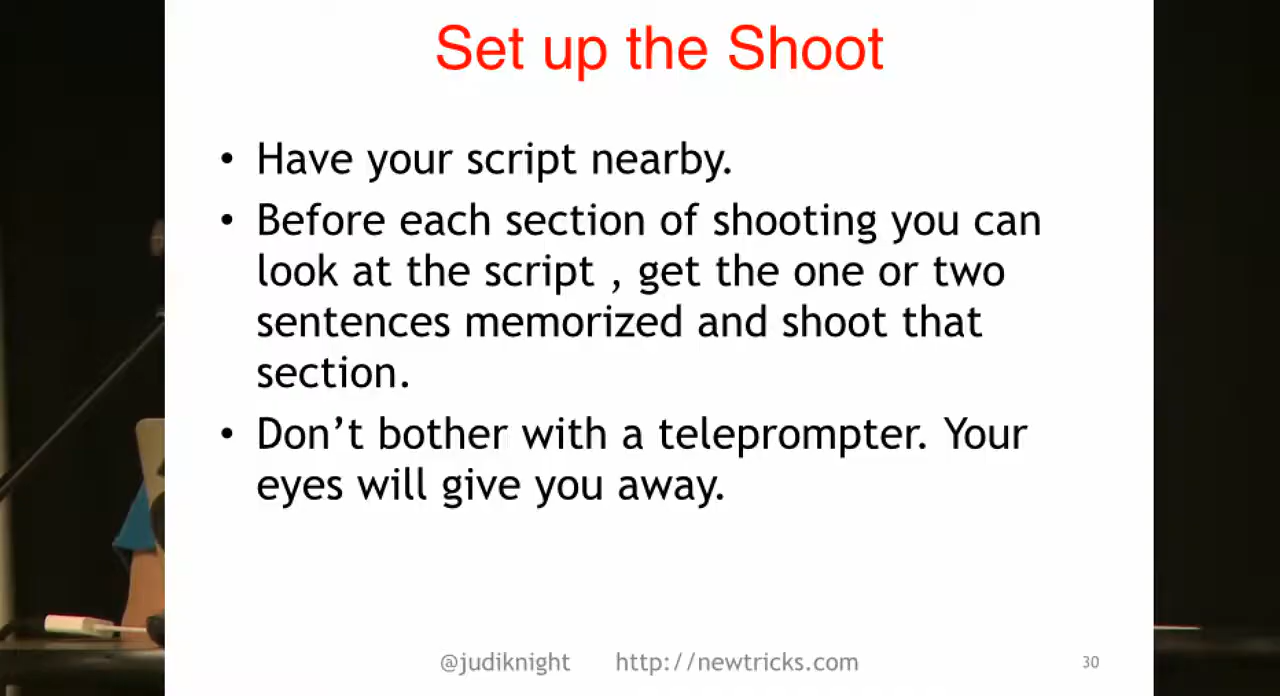 Set up the Shoot
• Have your script nearby.
• Before each section of shooting you can
look at the script , get the one or two
sentences memorized and shoot that
section.
• Don’t bother with a teleprompter. Your
eyes will give you away.
@judiknight http://newtricks.com 30